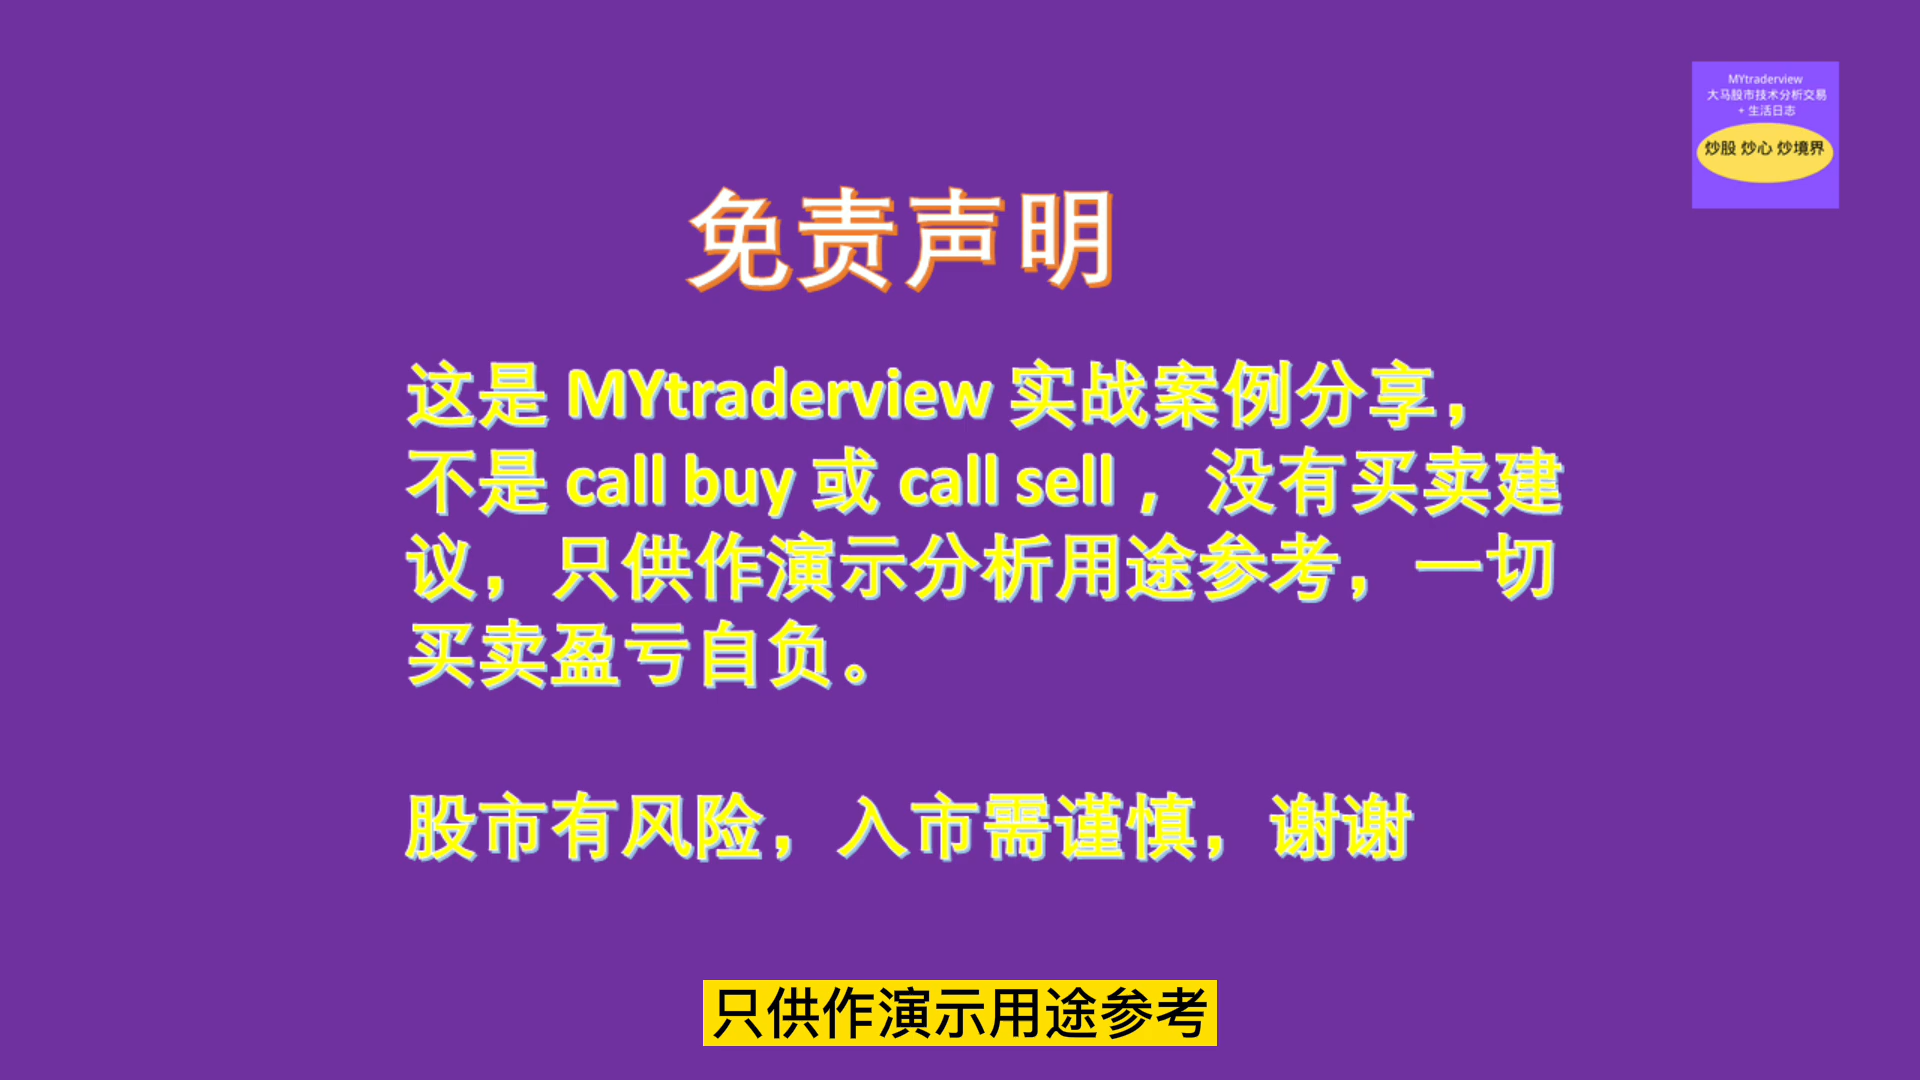 MYtraderview
大马股市技术分析交易
+ 生活日志
炒股 炒心 炒境界
免责声明
这是 MYtraderview 实战案例分享，
不是 call buy 或 call sell ，没有买卖建
议，只供作演示分析用途参考，一切
买卖盈亏自负。
股市有风险，入市需谨慎，谢谢
只供作演示用途参考